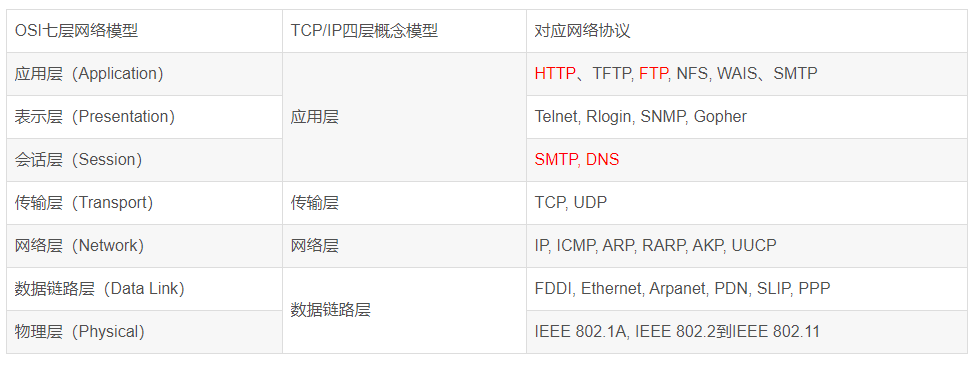 OSI七层网络模型 TCP/IP四层概念模型 对应网络协议
应用层（Application） HTTP、TFTP, FTP, NFS, WAIS、SMTP
表示层（Presentation） 应用层 Telnet, Rlogin, SNMP, Gopher
会话层（Session） SMTP, DNS
传输层（Transport） 传输层 TCP, UDP
网络层（Network） 网络层 IP, ICMP, ARP, RARP, AKP, UUCP
数据链路层（Data Link） FDDI, Ethernet, Arpanet, PDN, SLIP, PPP
数据链路层
物理层（Physical） IEEE 802.1A, IEEE 802.2到IEEE 802.11